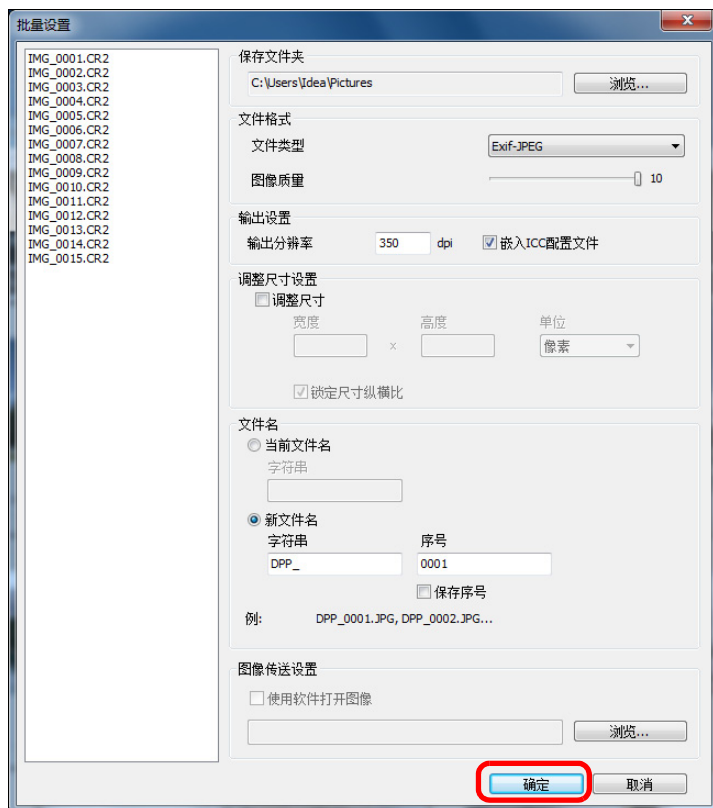 批量设置
IMG_0001.CR2
IMG_0002.CR2
IMG_0003.CR2
IMG_0004.CR2
IMG_0005.CR2
IMG_0006.CR2
IMG_0007.CR2
IMG_0008.CR2
IMG_0009.CR2
IMG_0010.CR2
IMG_0011.CR2
IMG_0012.CR2
IMG_0013.CR2
IMG_0014.CR2
IMG_0015.CR2
保存文件夹
C:\Users\Idea\Pictures 浏览...
文件格式
文件类型 Exif-JPEG
图像质量 10
输出设置
输出分辨率 350 dpi 嵌入ICC配置文件
调整尺寸设置
调整尺寸
宽度 高度 单位
x 像素
锁定尺寸纵横比
文件名
当前文件名
字符串
新文件名
字符串 序号
DPP_ 0001
保存序号
例: DPP_0001.JPG, DPP_0002.JPG...
图像传送设置
使用软件打开图像
浏览...
确定 取消